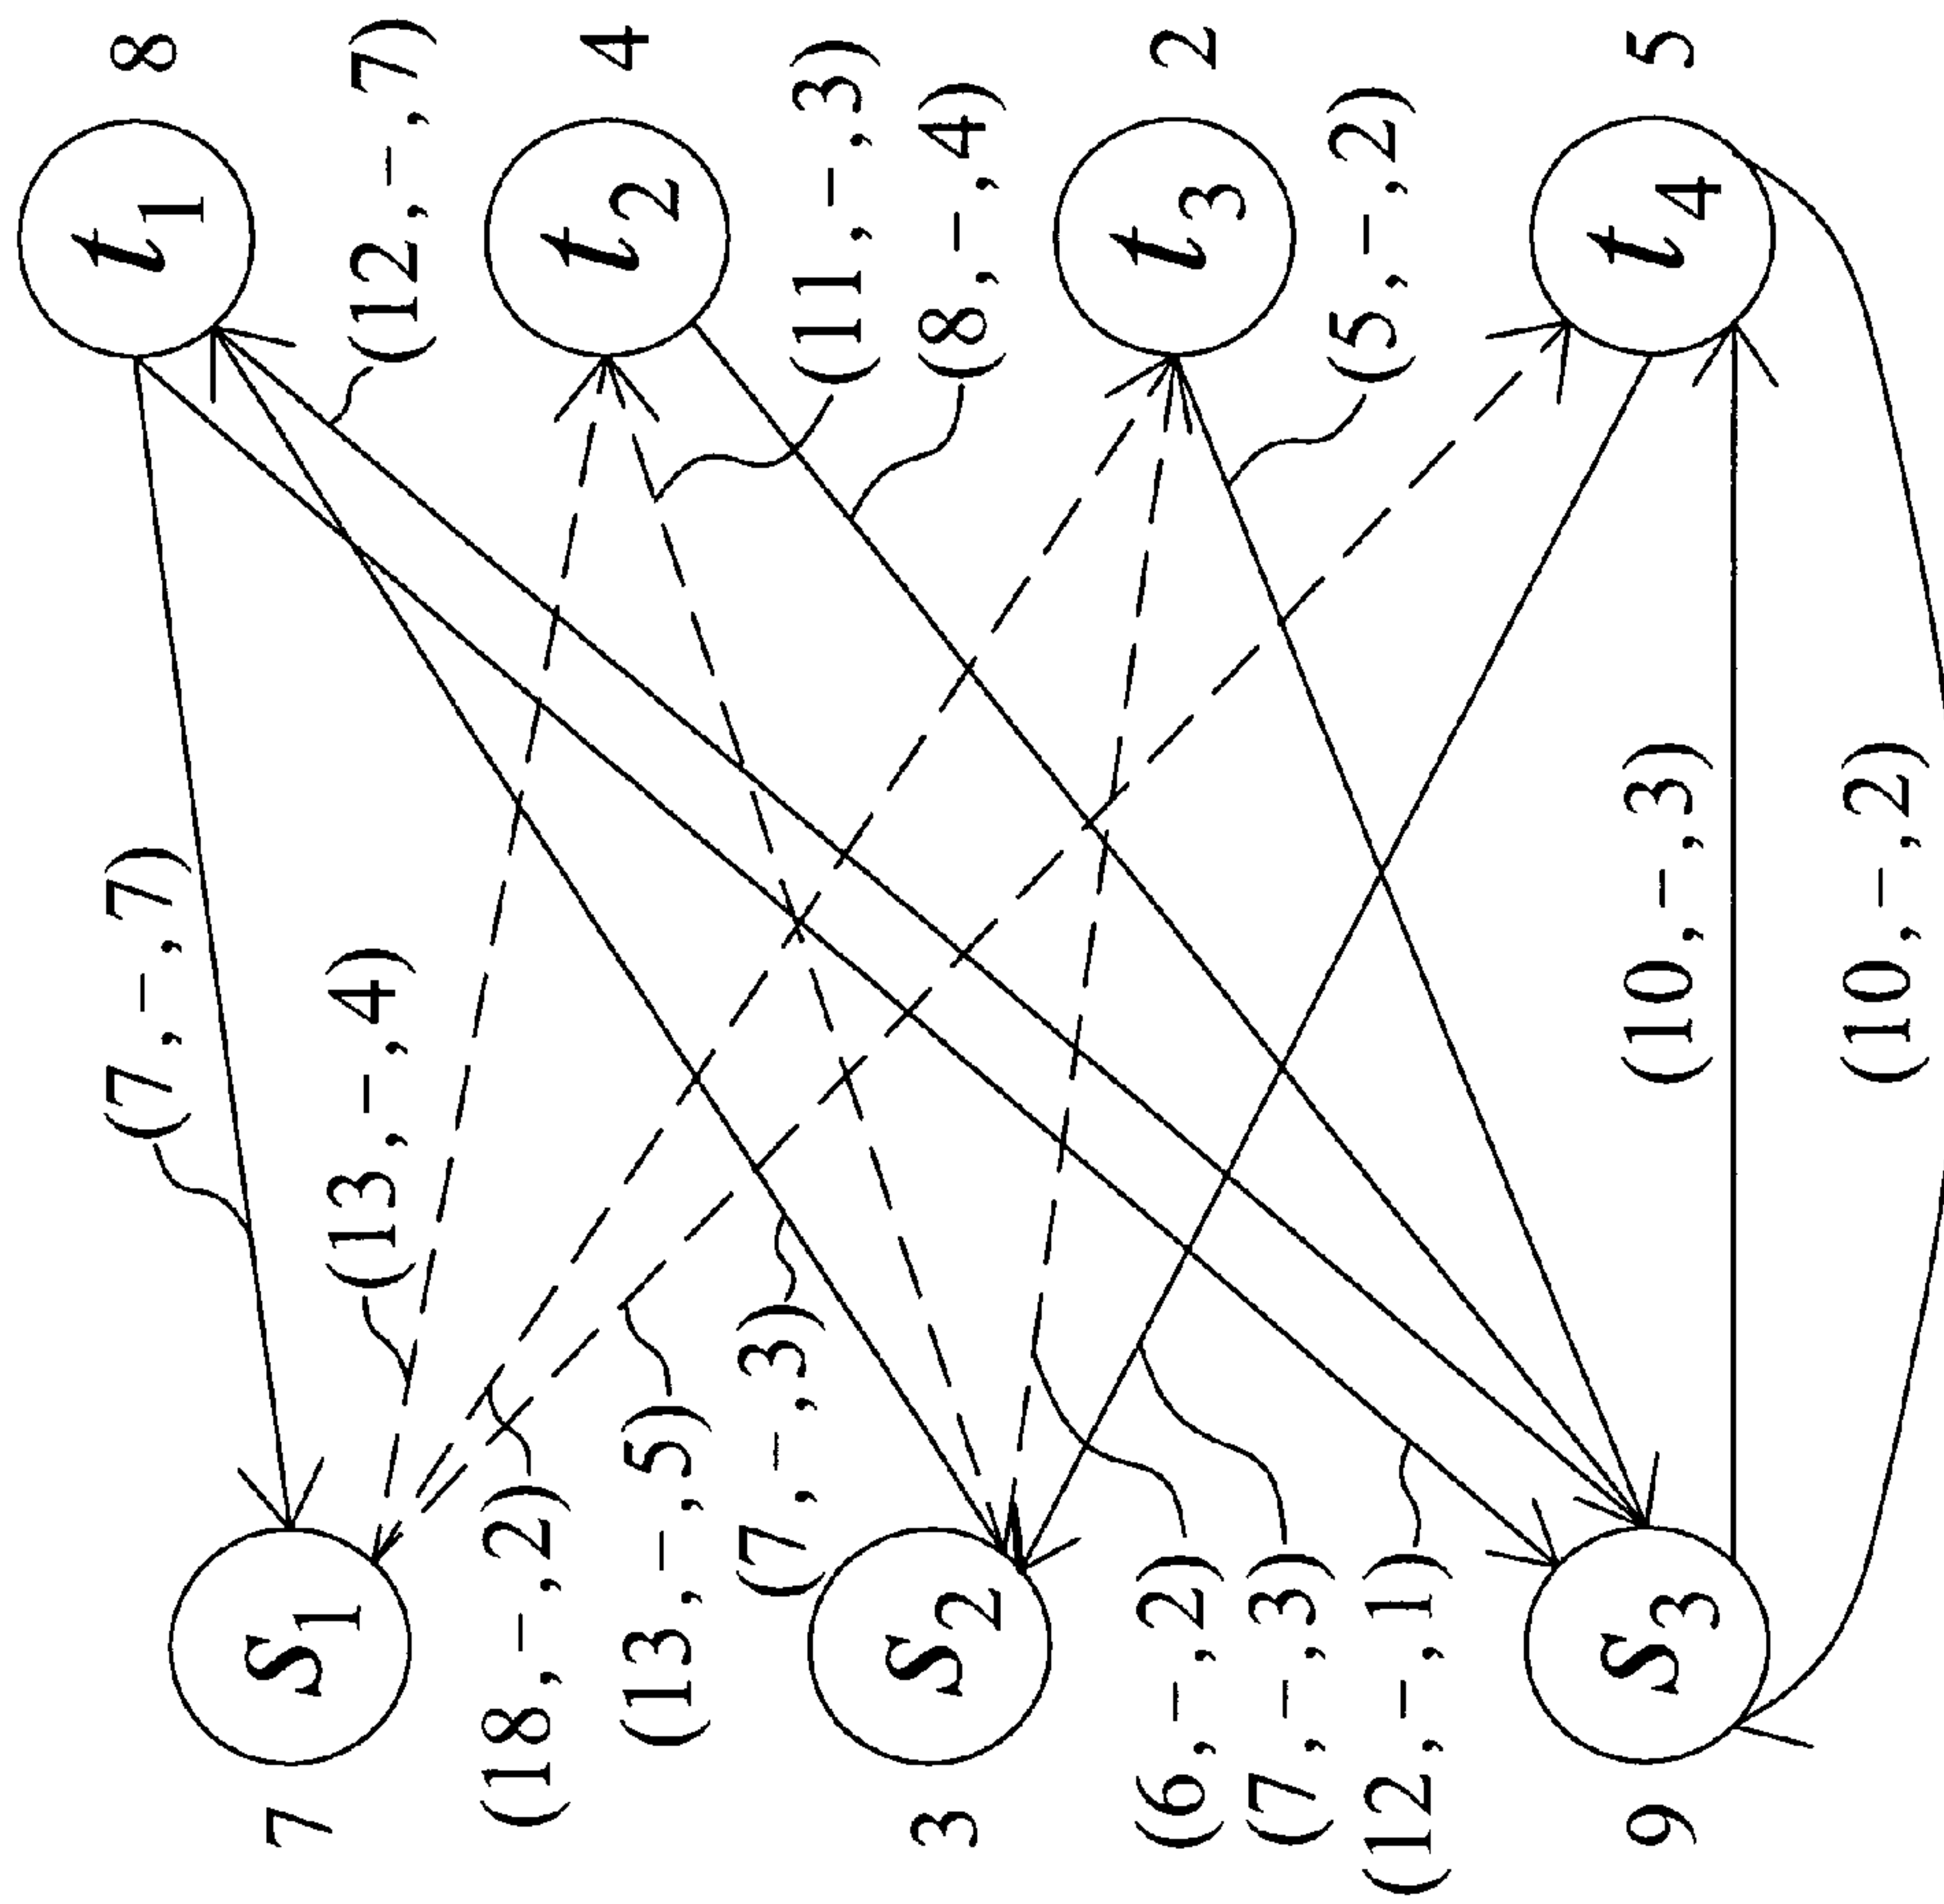 t1 8
(12,-,7)
t2 4
(11,-,3)
(8,-,4)
t3 2
(5,-,2)
t4 5
(7,-,7)
(13,-,4)
(10,-,3)
(10,-,2)
7 s1
(18,-,2)
(13,-,5)
(7,-,3)
3 s2
(6,-,2)
(7,-,3)
(12,-,1)
9 s3